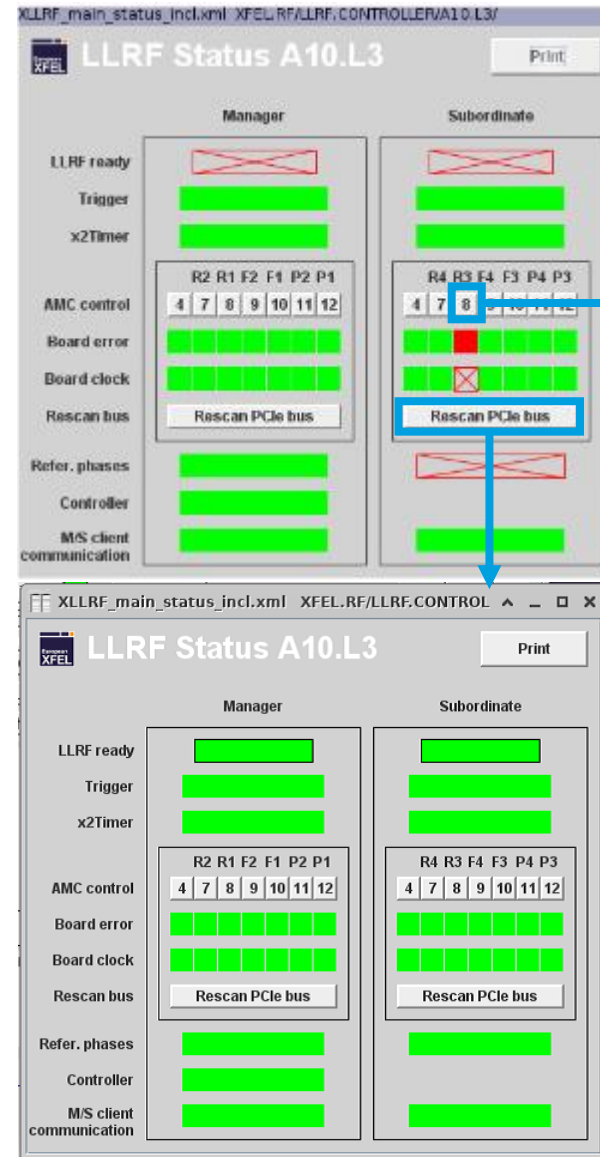 XLLRF_main_status_incl.xml XFEL.RF/LLRF.CONTROLLER/A10.L3/
European
XFEL
LLRF Status A10.L3
Print
Manager
Subordinate
LLRF ready
Trigger
x2Timer
R2 R1 F2 F1 P2 P1
R4 R3 F4 F3 P4 P3
AMC control
4 7 8 9 10 11 12
4 7 8 9 10 11 12
Board error
Board clock
Rescan bus
Rescan PCIe bus
Rescan PCIe bus
Refer. phases
Controller
M/S client
communication
XLLRF_main_status_incl.xml XFEL.RF/LLRF.CONTROL
European
XFEL
LLRF Status A10.L3
Print
Manager
Subordinate
LLRF ready
Trigger
x2Timer
R2 R1 F2 F1 P2 P1
R4 R3 F4 F3 P4 P3
AMC control
4 7 8 9 10 11 12
4 7 8 9 10 11 12
Board error
Board clock
Rescan bus
Rescan PCIe bus
Rescan PCIe bus
Refer. phases
Controller
M/S client
communication